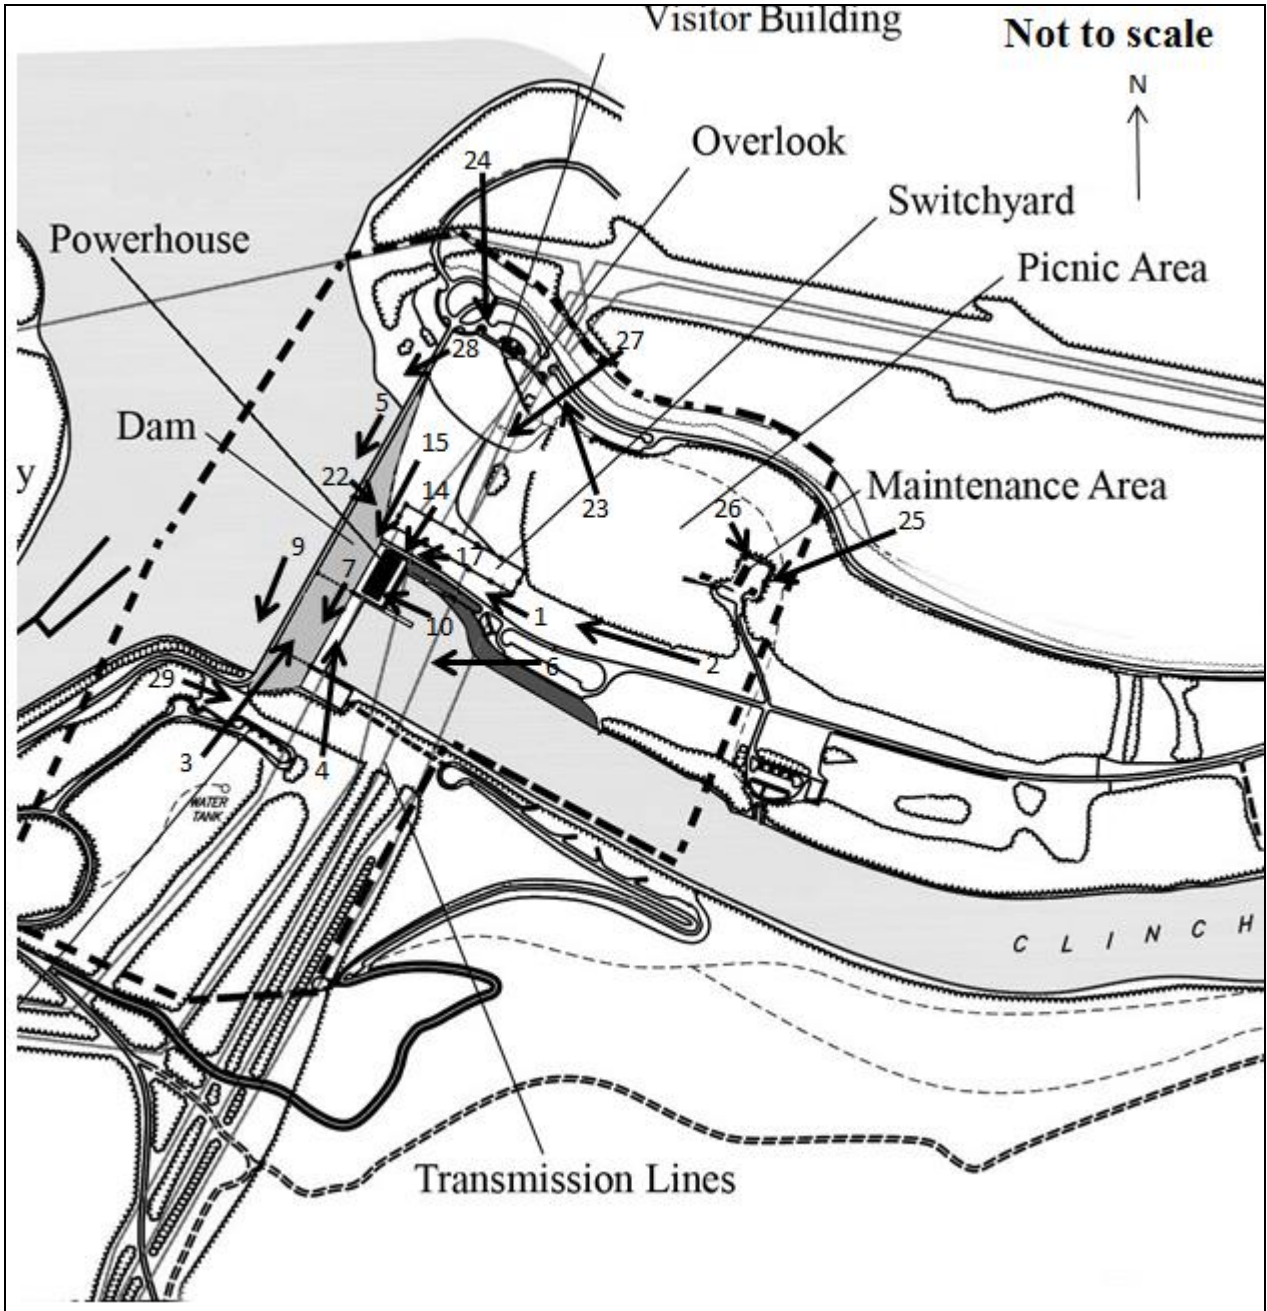 Visitor Building
Not to scale
N
Overlook
24
Switchyard
Powerhouse
Picnic Area
27
28
5
Dam
15
Maintenance Area
y
22
14
23
26
25
9
17
7
1
10
6
2
29
3
4
WATER
TANK
CLINCH
Transmission Lines